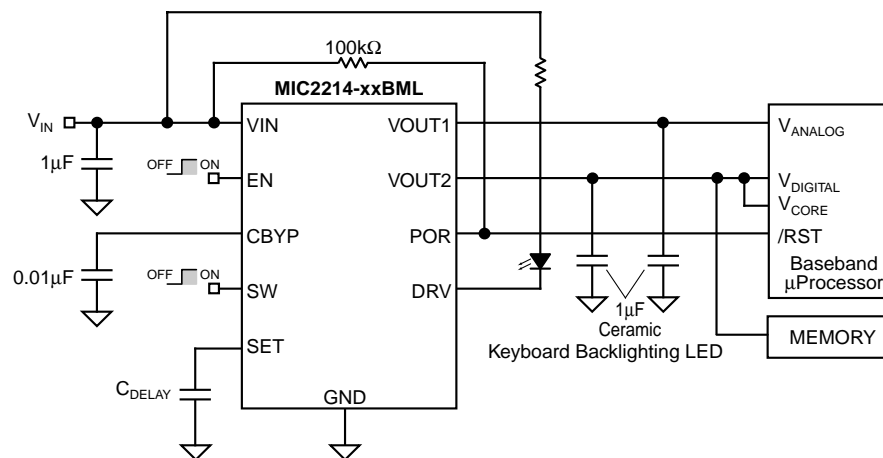 100kΩ
MIC2214-xxBML
VIN
1µF
VIN
VOUT1
VANALOG
OFF ON
EN
VOUT2
VDIGITAL
VCORE
CBYP
POR
/RST
0.01µF
OFF ON
SW
DRV
Baseband
µProcessor
1µF
Ceramic
Keyboard Backlighting LED
MEMORY
SET
CDELAY
GND